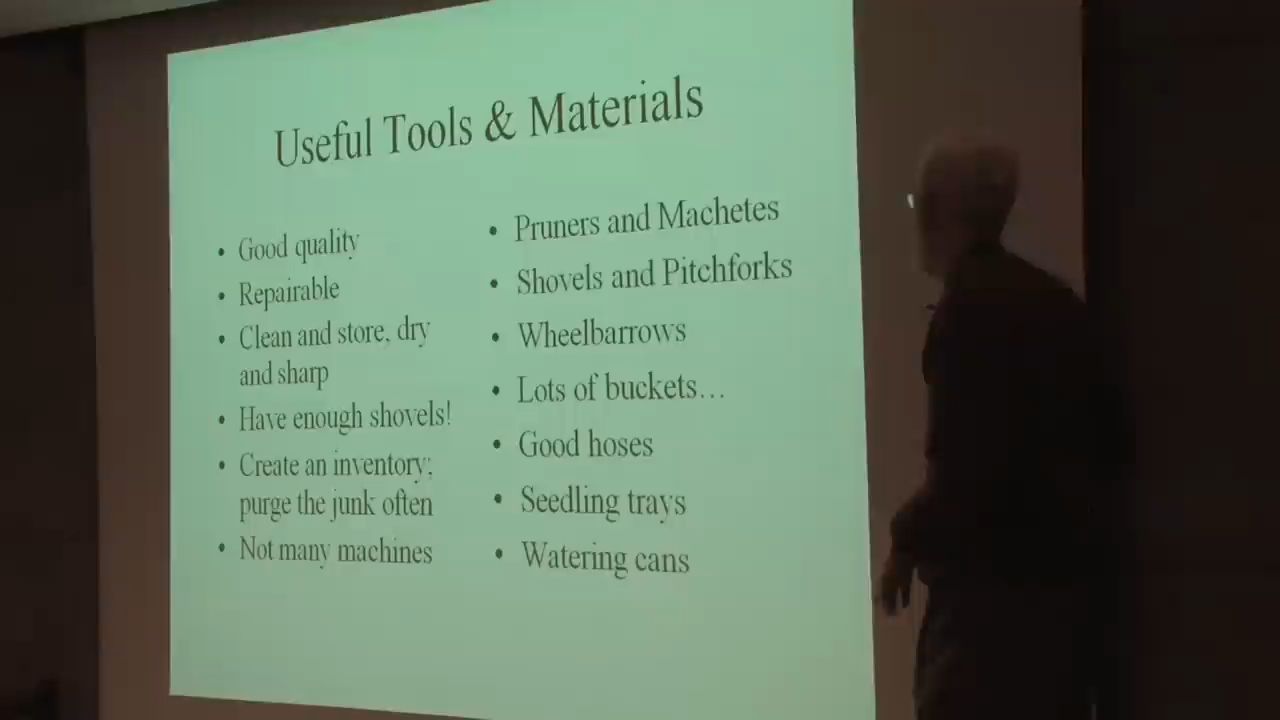 Useful Tools & Materials
• Good quality
• Repairable
• Clean and store, dry
and sharp
• Have enough shovels!
• Create an inventory;
purge the junk often
• Not many machines
• Pruners and Machetes
• Shovels and Pitchforks
• Wheelbarrows
• Lots of buckets…
• Good hoses
• Seedling trays
• Watering cans